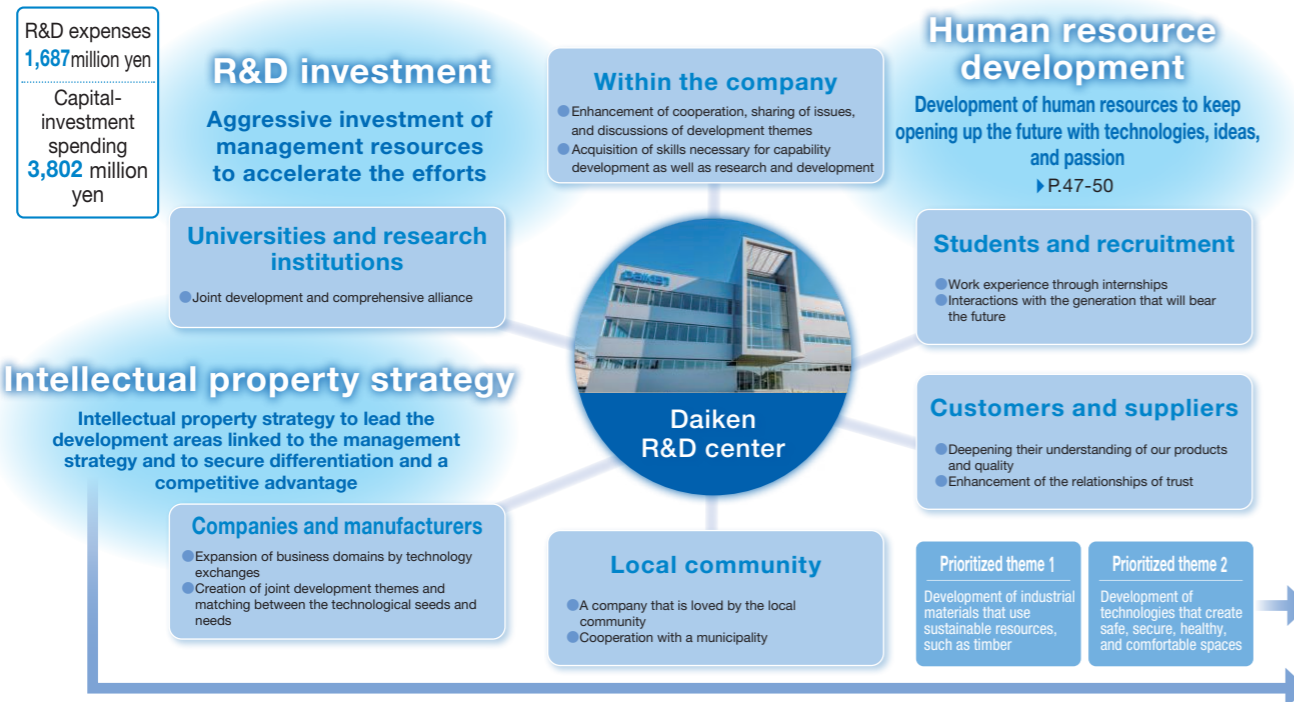 R&D expenses
1,687 million yen
Capital-
investment
spending
3,802 million
yen
R&D investment
Aggressive investment of
management resources
to accelerate the efforts
Within the company
●Enhancement of cooperation, sharing of issues,
and discussions of development themes
●Acquisition of skills necessary for capability
development as well as research and development
Human resource
development
Development of human resources to keep
opening up the future with technologies, ideas,
and passion
▶P.47-50
Universities and research
institutions
●Joint development and comprehensive alliance
Students and recruitment
●Work experience through internships
●Interactions with the generation that will bear
the future
DAIKEN
Daiken
R&D center
Intellectual property strategy
Intellectual property strategy to lead the
development areas linked to the management
strategy and to secure differentiation and a
competitive advantage
Customers and suppliers
●Deepening their understanding of our products
and quality
●Enhancement of the relationships of trust
Companies and manufacturers
●Expansion of business domains by technology
exchanges
●Creation of joint development themes and
matching between the technological seeds and
needs
Local community
●A company that is loved by the local
community
●Cooperation with a municipality
Prioritized theme 1
Development of industrial
materials that use
sustainable resources,
such as timber
Prioritized theme 2
Development of
technologies that create
safe, secure, healthy,
and comfortable spaces